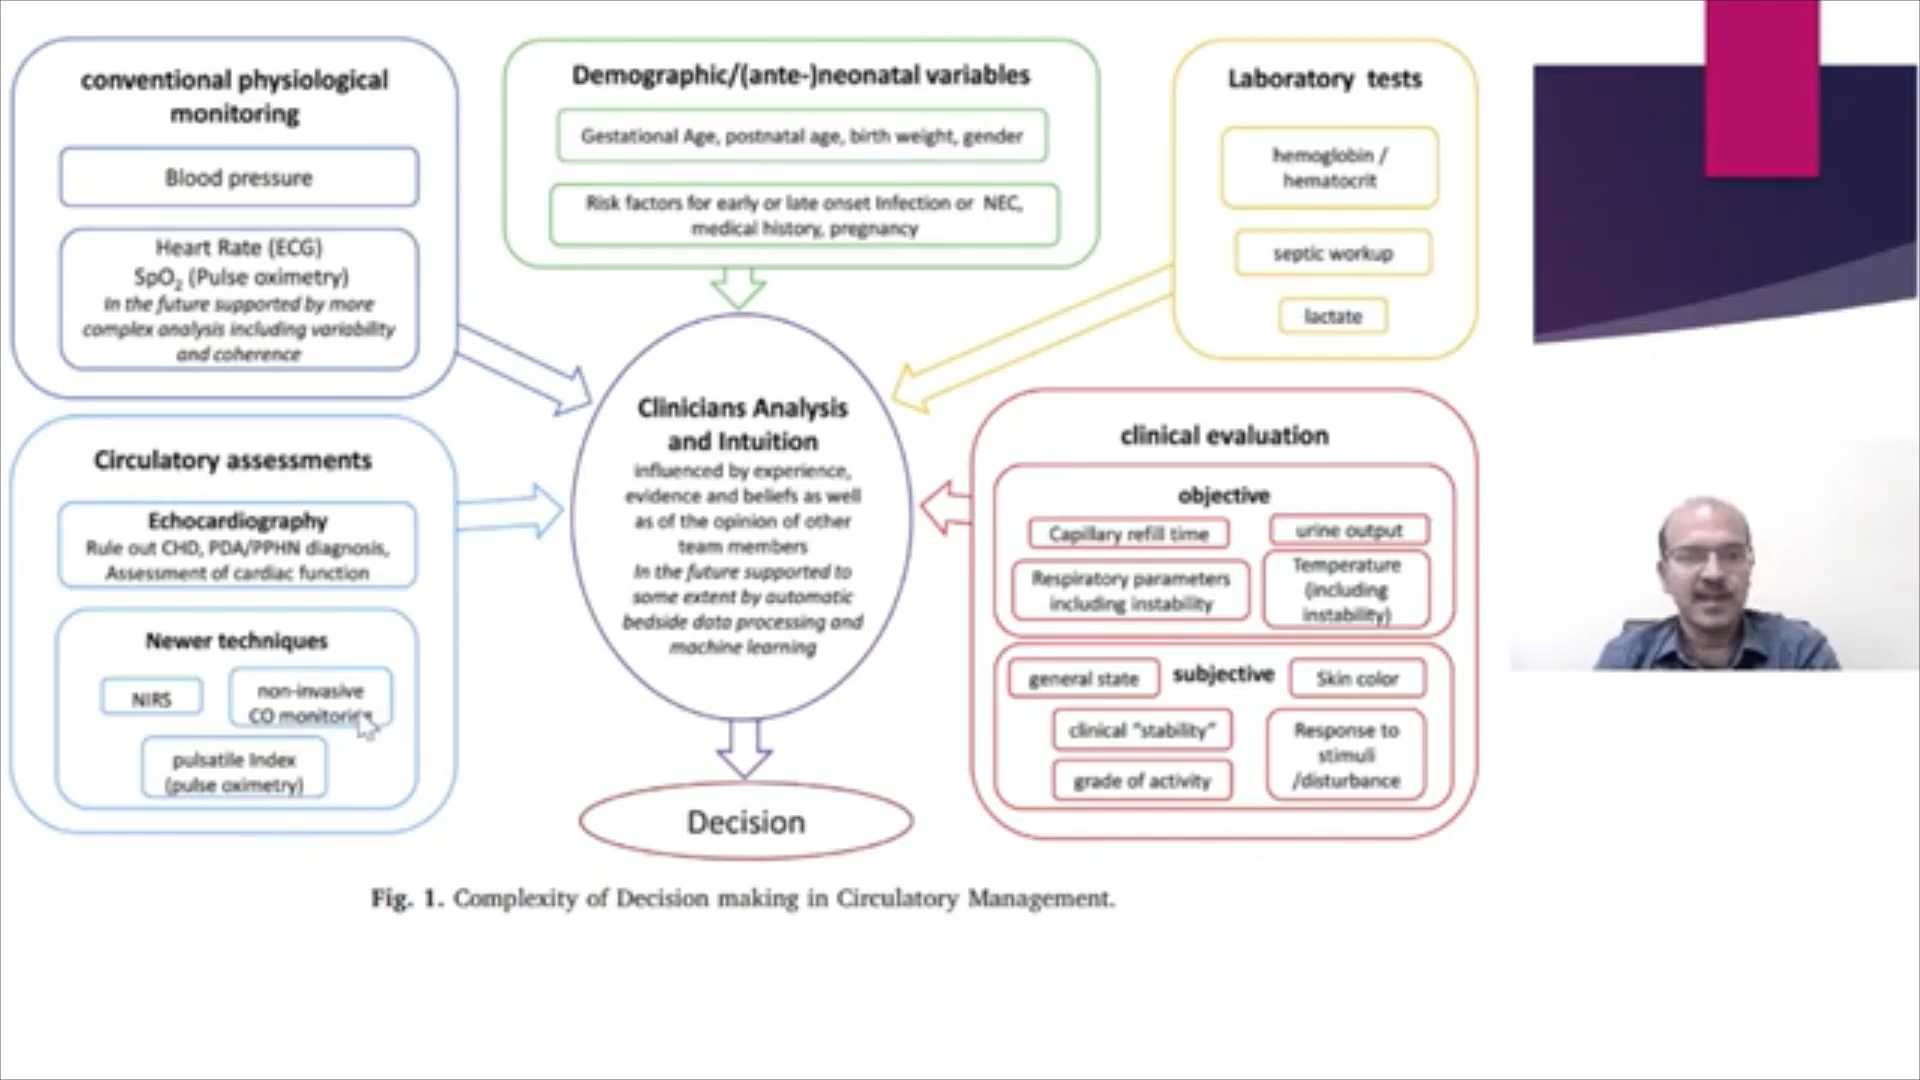 conventional physiological
monitoring
Blood pressure
Heart Rate (ECG)
SpO₂ (Pulse oximetry)
In the future supported by more
complex analysis including variability
and coherence
Demographic/(ante-)neonatal variables
Gestational Age, postnatal age, birth weight, gender
Risk factors for early or late onset Infection or NEC,
medical history, pregnancy
Laboratory tests
hemoglobin /
hematocrit
septic workup
lactate
Circulatory assessments
Echocardiography
Rule out CHD, PDA/PPHN diagnosis,
Assessment of cardiac function
Newer techniques
NIRS
non-invasive
CO monitoring
pulsatile Index
(pulse oximetry)
Clinicians Analysis
and Intuition
influenced by experience,
evidence and beliefs as well
as of the opinion of other
team members
In the future supported to
some extent by automatic
bedside data processing and
machine learning
clinical evaluation
objective
Capillary refill time
urine output
Respiratory parameters
including instability
Temperature
(including
instability)
subjective
general state
Skin color
clinical "stability"
grade of activity
Response to
stimuli
/disturbance
Decision
Fig. 1. Complexity of Decision making in Circulatory Management.